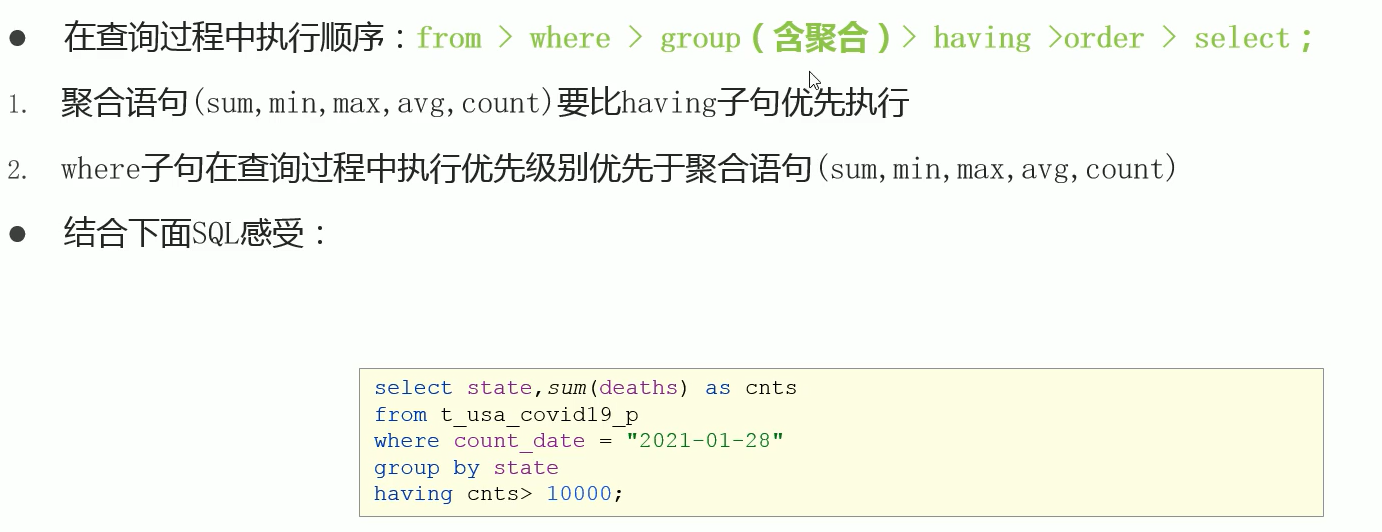 ● 在查询过程中执行顺序：from > where > group（含聚合）> having >order > select；
1. 聚合语句(sum,min,max,avg,count)要比having子句优先执行
2. where子句在查询过程中执行优先级别优先于聚合语句(sum,min,max,avg,count)
● 结合下面SQL感受：
select state,sum(deaths) as cnts
from t_usa_covid19_p
where count_date = "2021-01-28"
group by state
having cnts> 10000;